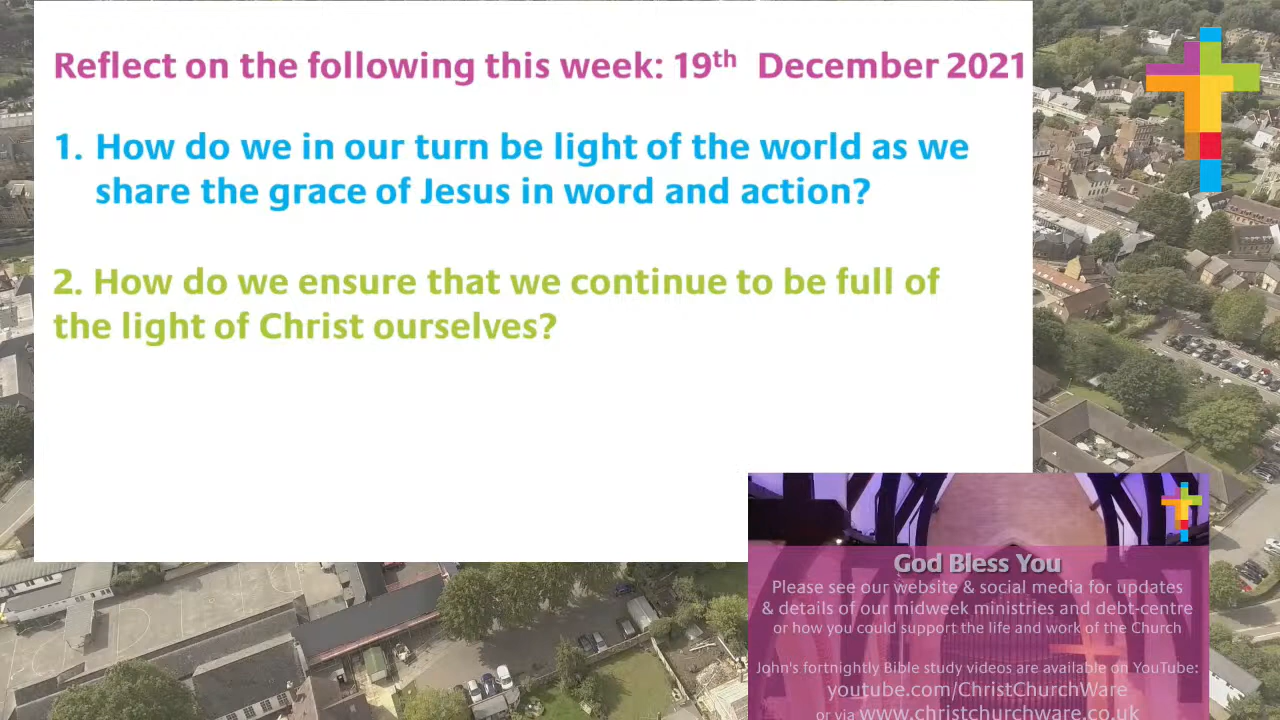 Reflect on the following this week: 19th December 2021
1. How do we in our turn be light of the world as we
share the grace of Jesus in word and action?
2. How do we ensure that we continue to be full of
the light of Christ ourselves?
God Bless You
Please see our website & social media for updates
& details of our midweek ministries and debt-centre
or how you could support the life and work of the Church
John's fortnightly Bible study videos are available on YouTube:
youtube.com/ChristChurchWare
or via www.christchurchware.co.uk